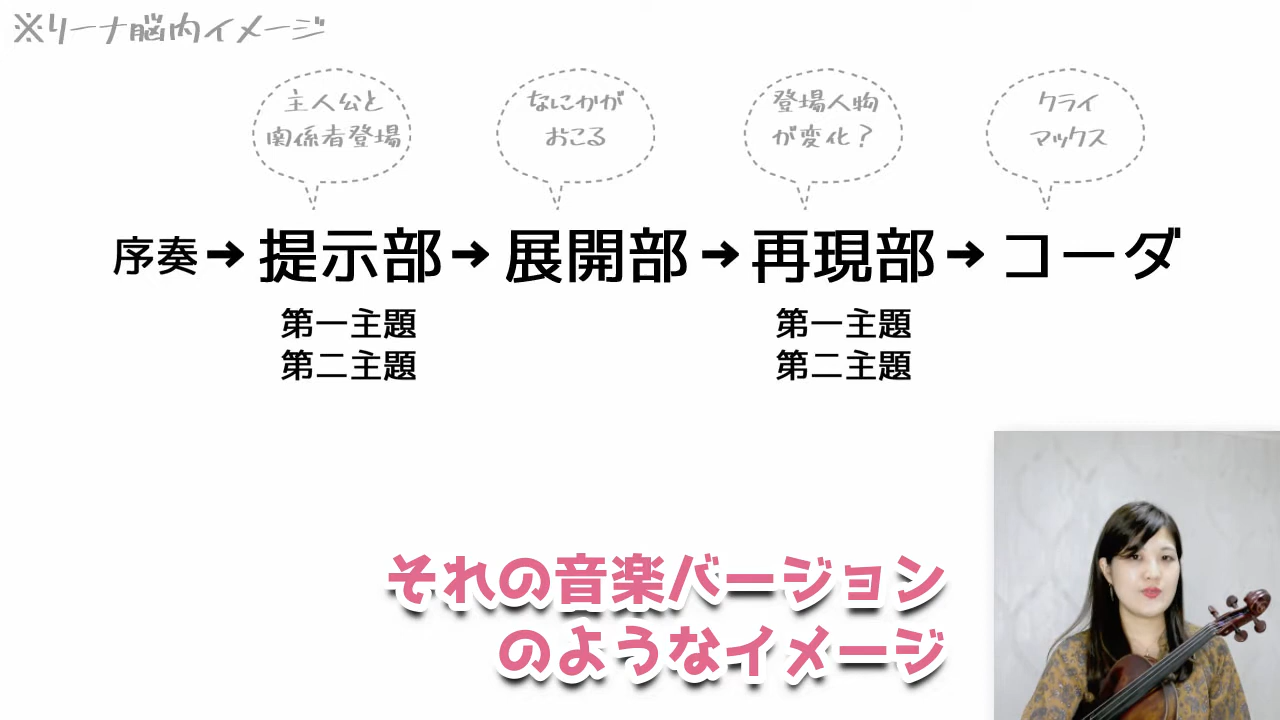 ※リーナ脳内イメージ
主人公と
関係者登場
なにかが
おこる
登場人物
が変化？
クライ
マックス
序奏➜提示部➜展開部➜再現部➜コーダ
第一主題
第二主題
第一主題
第二主題
それの音楽バージョン
のようなイメージ